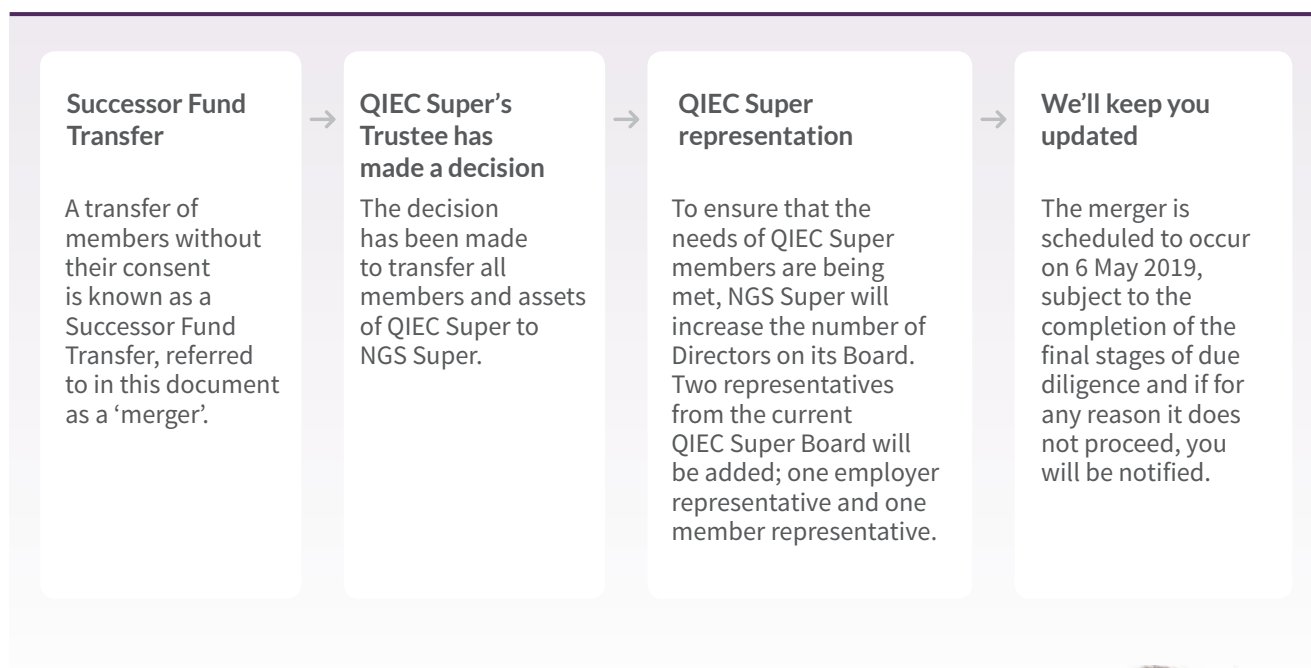 Successor Fund
Transfer
A transfer of
members without
their consent
is known as a
Successor Fund
Transfer, referred
to in this document
as a ‘merger’.
QIEC Super’s
Trustee has
made a decision
The decision
has been made
to transfer all
members and assets
of QIEC Super to
NGS Super.
QIEC Super
representation
To ensure that the
needs of QIEC Super
members are being
met, NGS Super will
increase the number of
Directors on its Board.
Two representatives
from the current
QIEC Super Board will
be added; one employer
representative and one
member representative.
We’ll keep you
updated
The merger is
scheduled to occur
on 6 May 2019,
subject to the
completion of the
final stages of due
diligence and if for
any reason it does
not proceed, you
will be notified.